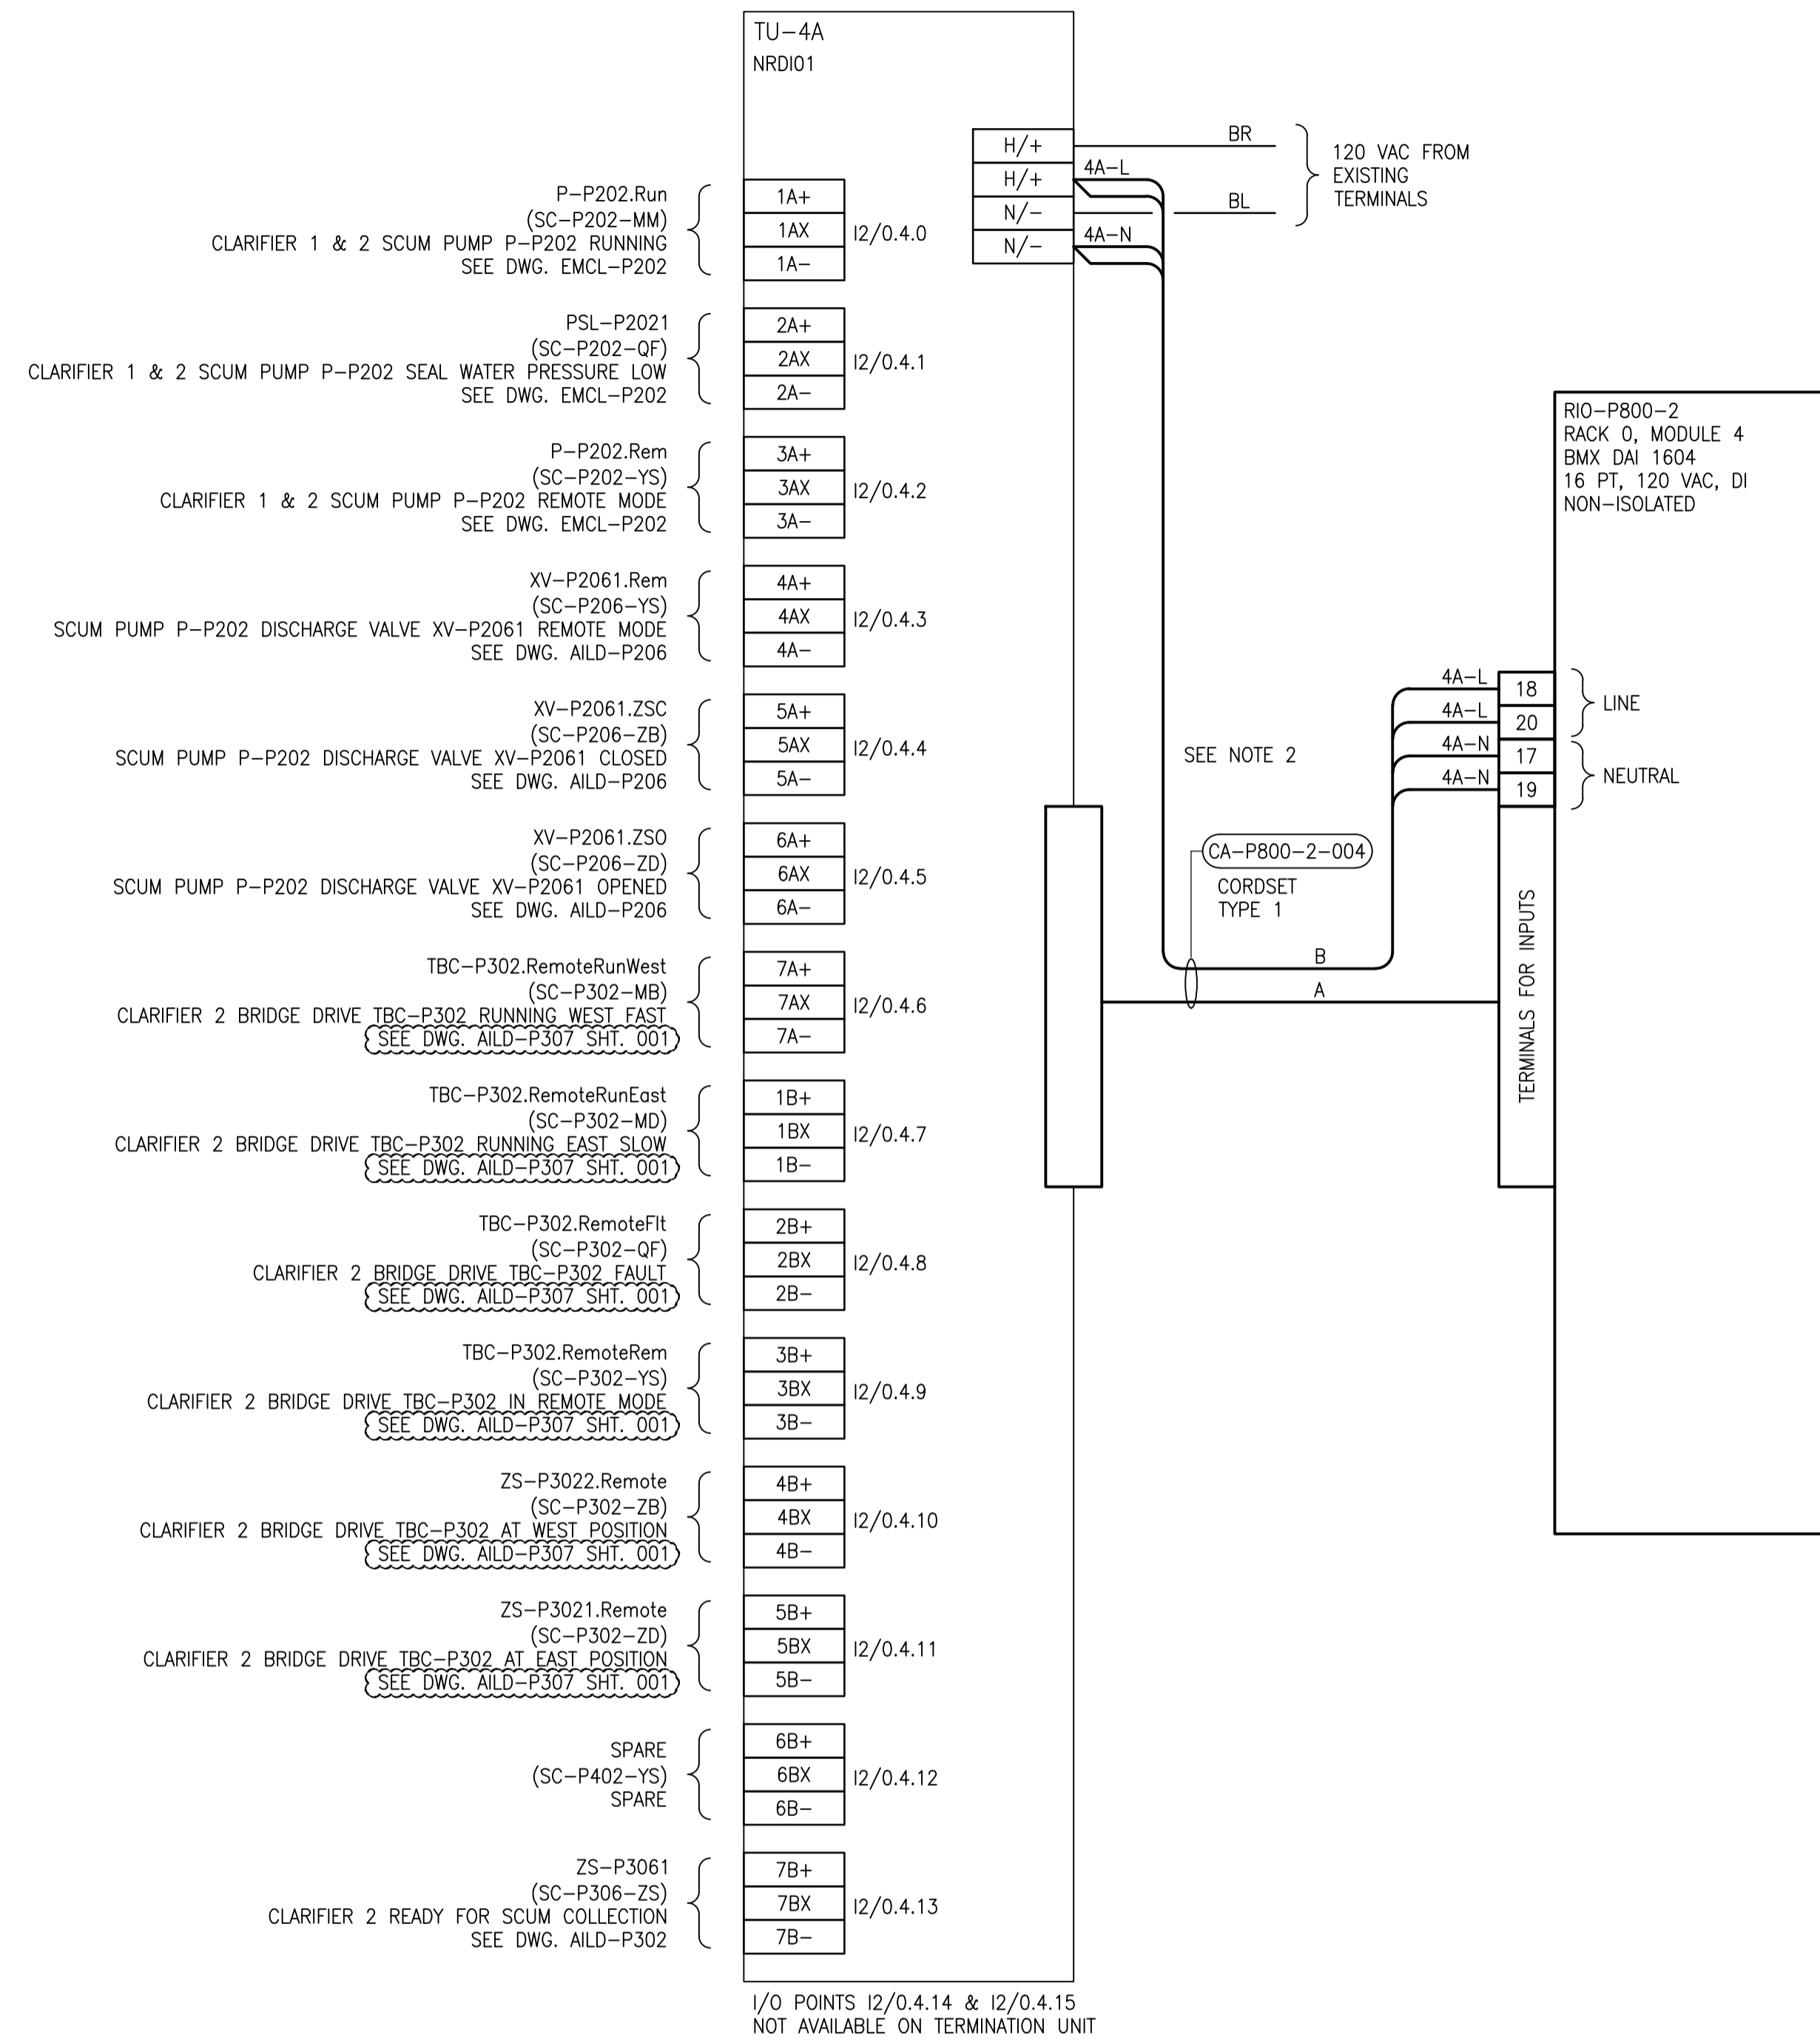 TU-4A
NRDI01
H/+
H/+
N/-
N/-
BR
4A-L
BL
4A-N
120 VAC FROM
EXISTING
TERMINALS
P-P202.Run
(SC-P202-MM)
CLARIFIER 1 & 2 SCUM PUMP P-P202 RUNNING
SEE DWG. EMCL-P202
1A+
1AX
1A-
I2/0.4.0
PSL-P2021
(SC-P202-QF)
CLARIFIER 1 & 2 SCUM PUMP P-P202 SEAL WATER PRESSURE LOW
SEE DWG. EMCL-P202
2A+
2AX
2A-
I2/0.4.1
P-P202.Rem
(SC-P202-YS)
CLARIFIER 1 & 2 SCUM PUMP P-P202 REMOTE MODE
SEE DWG. EMCL-P202
3A+
3AX
3A-
I2/0.4.2
XV-P2061.Rem
(SC-P206-YS)
SCUM PUMP P-P202 DISCHARGE VALVE XV-P2061 REMOTE MODE
SEE DWG. AILD-P206
4A+
4AX
4A-
I2/0.4.3
XV-P2061.ZSC
(SC-P206-ZB)
SCUM PUMP P-P202 DISCHARGE VALVE XV-P2061 CLOSED
SEE DWG. AILD-P206
5A+
5AX
5A-
I2/0.4.4
XV-P2061.ZSO
(SC-P206-ZD)
SCUM PUMP P-P202 DISCHARGE VALVE XV-P2061 OPENED
SEE DWG. AILD-P206
6A+
6AX
6A-
I2/0.4.5
TBC-P302.RemoteRunWest
(SC-P302-MB)
CLARIFIER 2 BRIDGE DRIVE TBC-P302 RUNNING WEST FAST
SEE DWG. AILD-P307 SHT. 001
7A+
7AX
7A-
I2/0.4.6
TBC-P302.RemoteRunEast
(SC-P302-MD)
CLARIFIER 2 BRIDGE DRIVE TBC-P302 RUNNING EAST SLOW
SEE DWG. AILD-P307 SHT. 001
1B+
1BX
1B-
I2/0.4.7
TBC-P302.RemoteFlt
(SC-P302-QF)
CLARIFIER 2 BRIDGE DRIVE TBC-P302 FAULT
SEE DWG. AILD-P307 SHT. 001
2B+
2BX
2B-
I2/0.4.8
TBC-P302.RemoteRem
(SC-P302-YS)
CLARIFIER 2 BRIDGE DRIVE TBC-P302 IN REMOTE MODE
SEE DWG. AILD-P307 SHT. 001
3B+
3BX
3B-
I2/0.4.9
ZS-P3022.Remote
(SC-P302-ZB)
CLARIFIER 2 BRIDGE DRIVE TBC-P302 AT WEST POSITION
SEE DWG. AILD-P307 SHT. 001
4B+
4BX
4B-
I2/0.4.10
ZS-P3021.Remote
(SC-P302-ZD)
CLARIFIER 2 BRIDGE DRIVE TBC-P302 AT EAST POSITION
SEE DWG. AILD-P307 SHT. 001
5B+
5BX
5B-
I2/0.4.11
SPARE
(SC-P402-YS)
SPARE
6B+
6BX
6B-
I2/0.4.12
ZS-P3061
(SC-P306-ZS)
CLARIFIER 2 READY FOR SCUM COLLECTION
SEE DWG. AILD-P302
7B+
7BX
7B-
I2/0.4.13
I/O POINTS I2/0.4.14 & I2/0.4.15
NOT AVAILABLE ON TERMINATION UNIT
SEE NOTE 2
CA-P800-2-004
CORDSET
TYPE 1
B
A
RIO-P800-2
RACK 0, MODULE 4
BMX DAI 1604
16 PT, 120 VAC, DI
NON-ISOLATED
4A-L
18
4A-L
20
4A-N
17
4A-N
19
LINE
NEUTRAL
TERMINALS FOR INPUTS